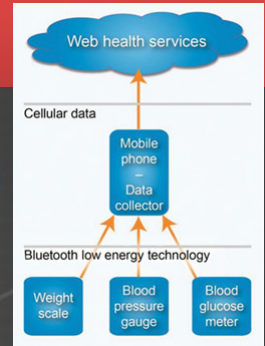 Web health services
Cellular data
Mobile
phone
–
Data
collector
Bluetooth low energy technology
Weight
scale
Blood
pressure
gauge
Blood
glucose
meter